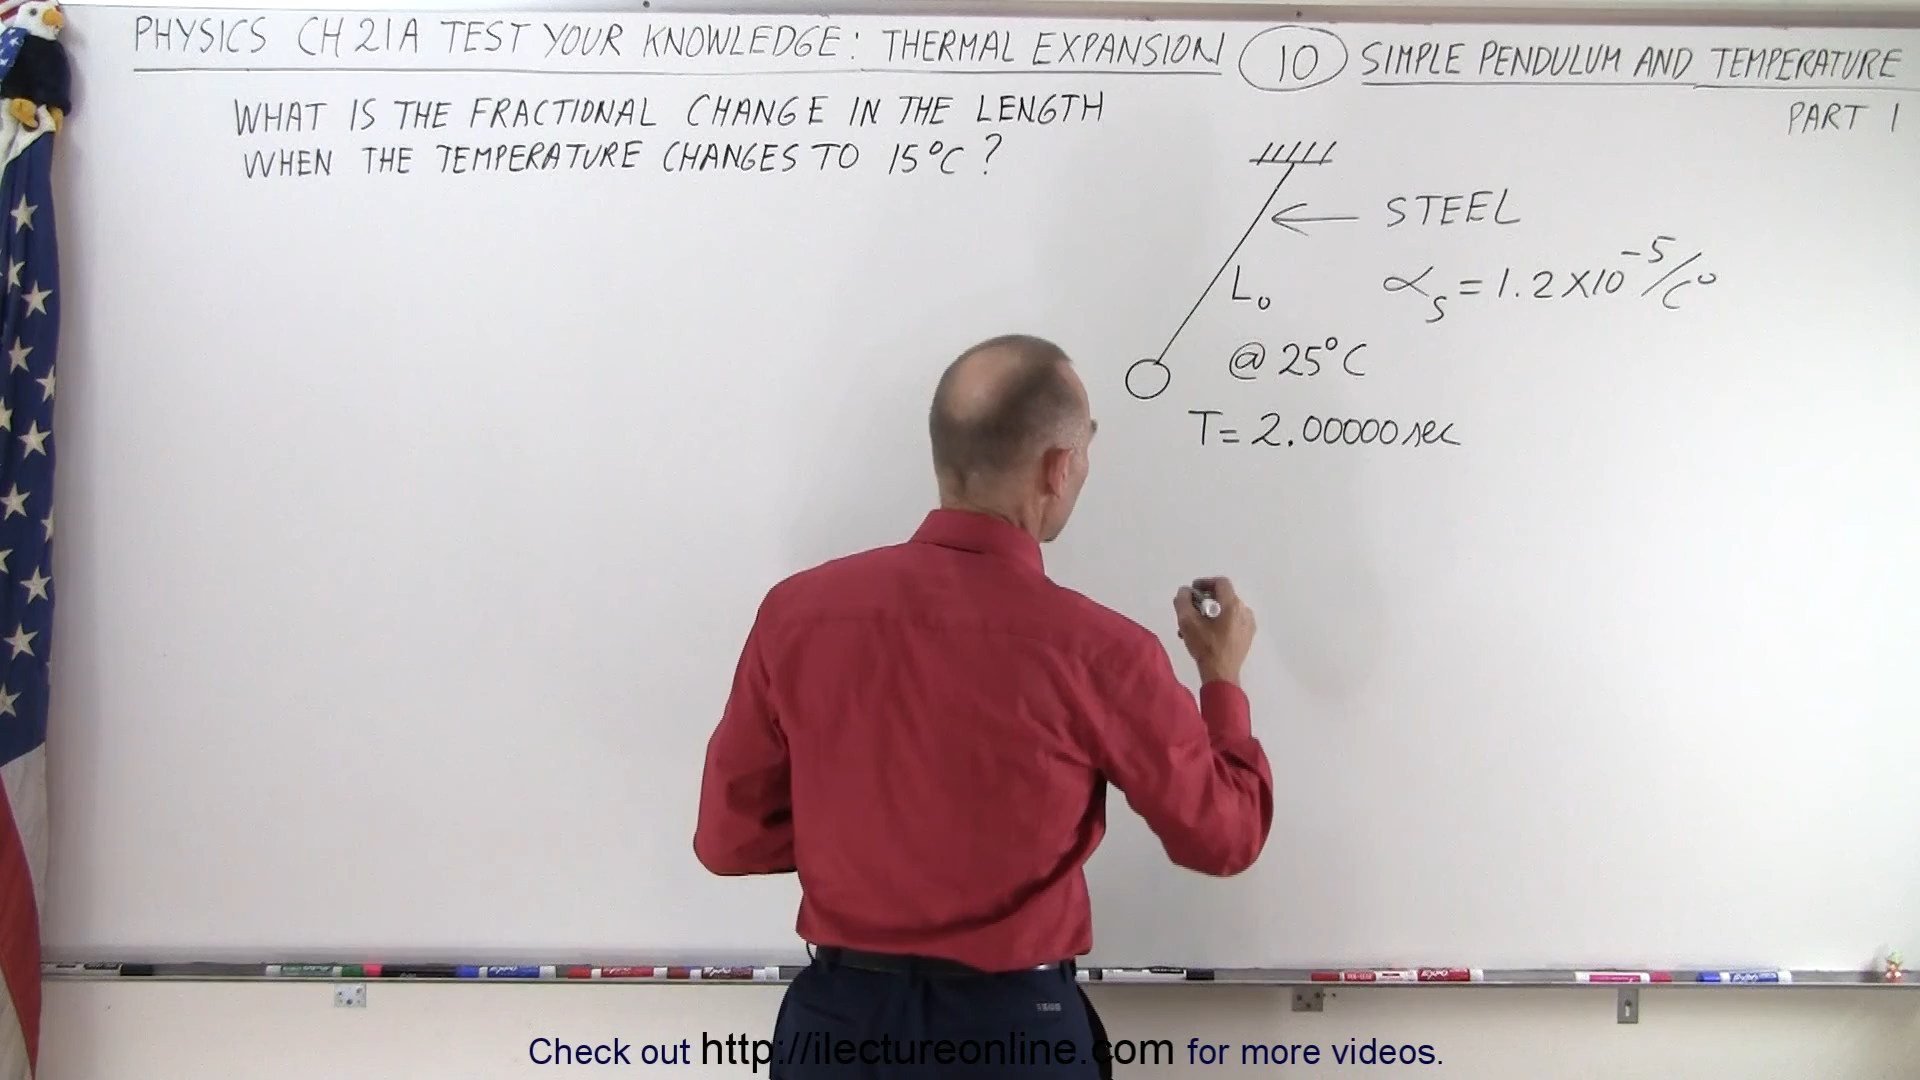 PHYSICS CH 21A TEST YOUR KNOWLEDGE: THERMAL EXPANSION 10 SIMPLE PENDULUM AND TEMPERATURE
PART 1
WHAT IS THE FRACTIONAL CHANGE IN THE LENGTH
WHEN THE TEMPERATURE CHANGES TO 15°C?
STEEL
αₛ = 1.2 X 10⁻⁵/C°
L₀
@ 25°C
T = 2.00000 sec
EXPO
Check out http://ilectureonline.com for more videos.